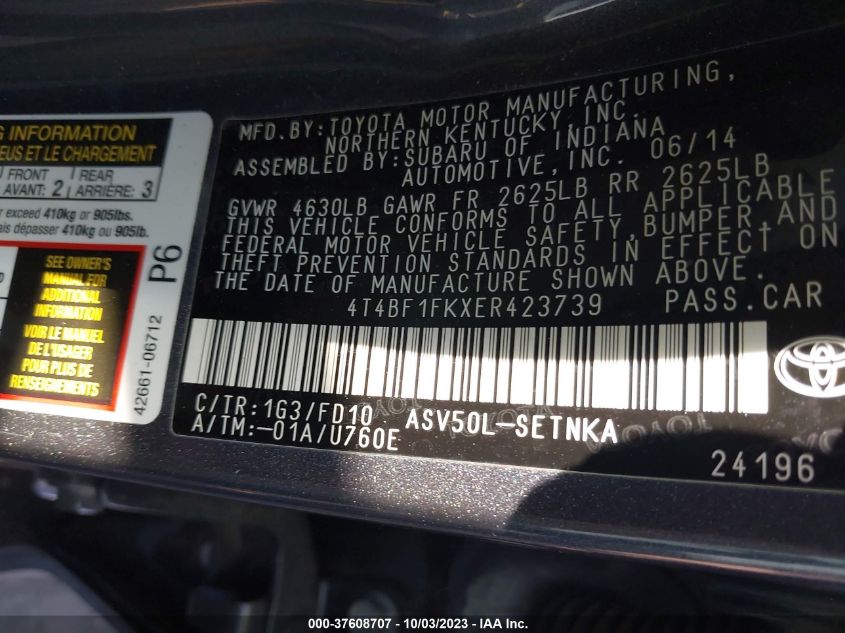 G INFORMATION
EUS ET LE CHARGEMENT
FRONT REAR
AVANT: 2 ARRIÈRE: 3
r exceed 410kg or 905lbs.
ais dépasser 410kg ou 905lb.
SEE OWNER'S
MANUAL FOR
ADDITIONAL
INFORMATION
VOIR LE MANUEL
DE L'USAGER
POUR PLUS DE
RENSEIGNEMENTS
P6
42661-06712
MFD. BY: TOYOTA MOTOR MANUFACTURING,
NORTHERN KENTUCKY, INC.
ASSEMBLED BY: SUBARU OF INDIANA
AUTOMOTIVE, INC. 06/14
GVWR 4630LB GAWR FR 2625LB RR 2625LB
THIS VEHICLE CONFORMS TO ALL APPLICABLE
FEDERAL MOTOR VEHICLE SAFETY, BUMPER, AND
THEFT PREVENTION STANDARDS IN EFFECT ON
THE DATE OF MANUFACTURE SHOWN ABOVE.
4T4BF1FKXER423739 PASS.CAR
C/TR:1G3/FD10 ASV50L-SETNKA
A/TM:-01A/U760E
TOYOTA
24196
000-37608707 - 10/03/2023 - IAA Inc.